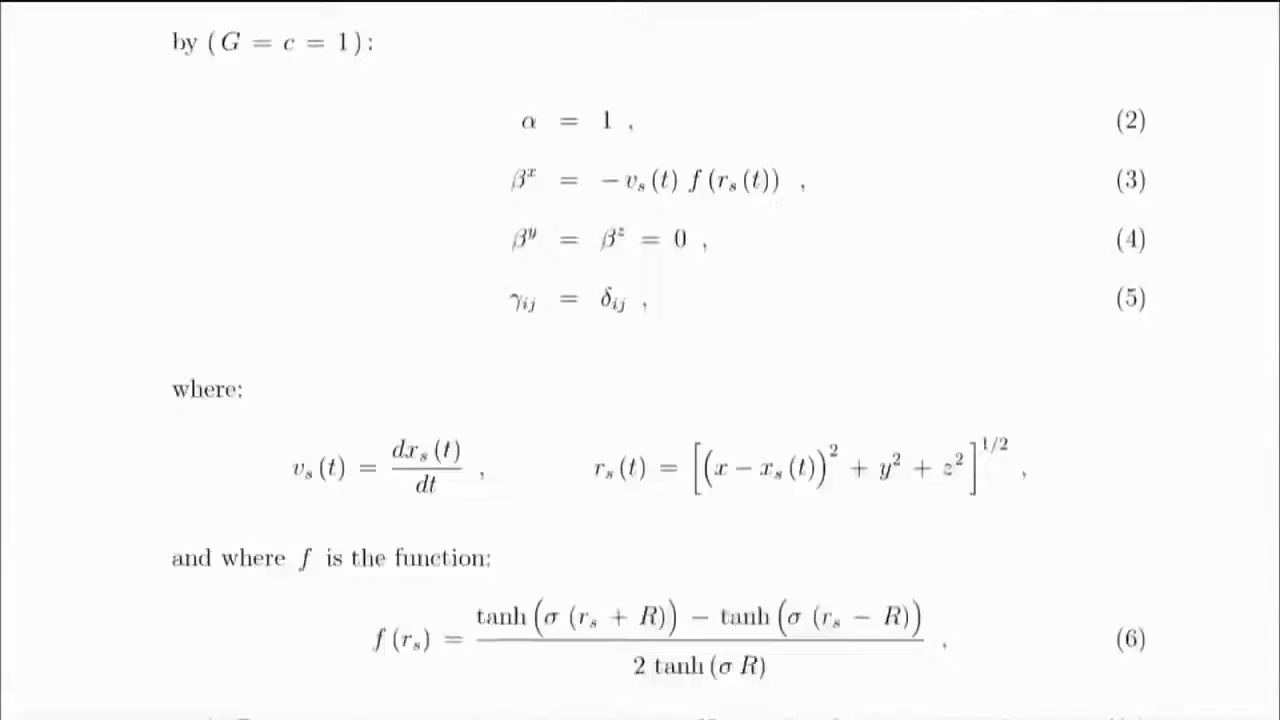 by ( G = c = 1 ) :
α = 1 , (2)
β^x = − v_s (t) f (r_s (t)) , (3)
β^y = β^z = 0 , (4)
γ_ij = δ_ij , (5)
where:
v_s (t) = dx_s (t) / dt , r_s (t) = [(x − x_s (t))^2 + y^2 + z^2]^1/2 ,
and where f is the function:
f (r_s) = tanh (σ (r_s + R)) − tanh (σ (r_s − R)) / 2 tanh (σ R) , (6)